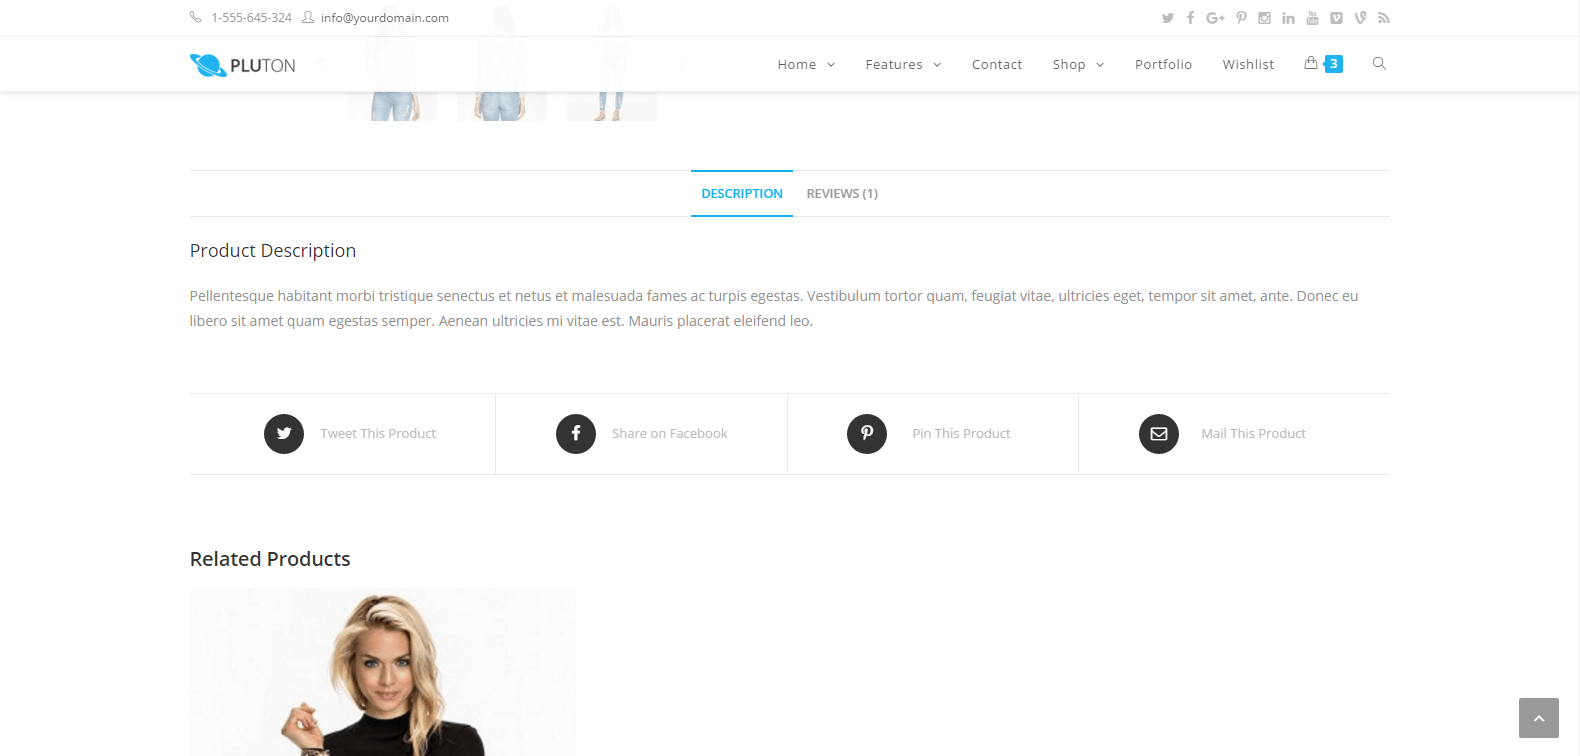 1-555-645-324 info@yourdomain.com
PLUTON Home Features Contact Shop Portfolio Wishlist 3
DESCRIPTION REVIEWS (1)
Product Description
Pellentesque habitant morbi tristique senectus et netus et malesuada fames ac turpis egestas. Vestibulum tortor quam, feugiat vitae, ultricies eget, tempor sit amet, ante. Donec eu
libero sit amet quam egestas semper. Aenean ultricies mi vitae est. Mauris placerat eleifend leo.
Tweet This Product Share on Facebook Pin This Product Mail This Product
Related Products